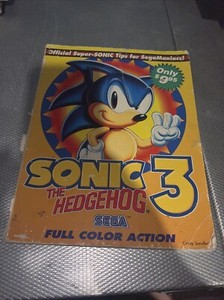 Official Super-SONIC Tips for SegaManiacs!
Only
$9.95
SONIC
THE
HEDGEHOG
3
SEGA
FULL COLOR ACTION